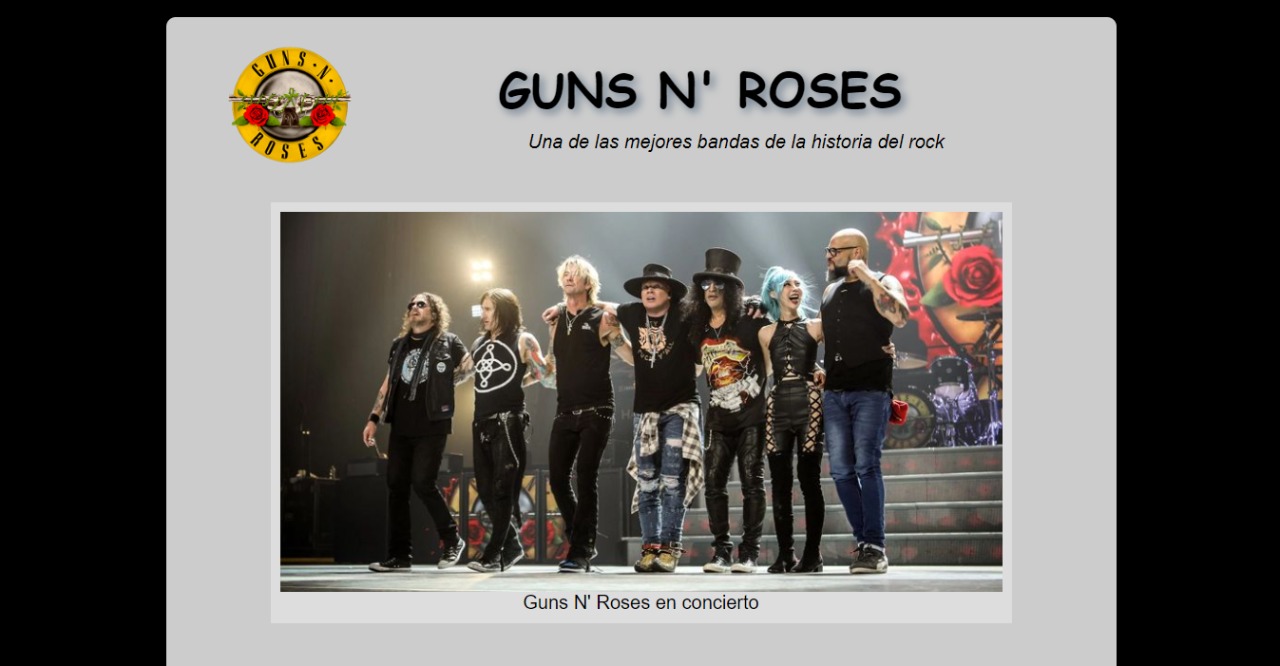 GUNS N' ROSES
GUNS N' ROSES
Una de las mejores bandas de la historia del rock
Guns N' Roses en concierto